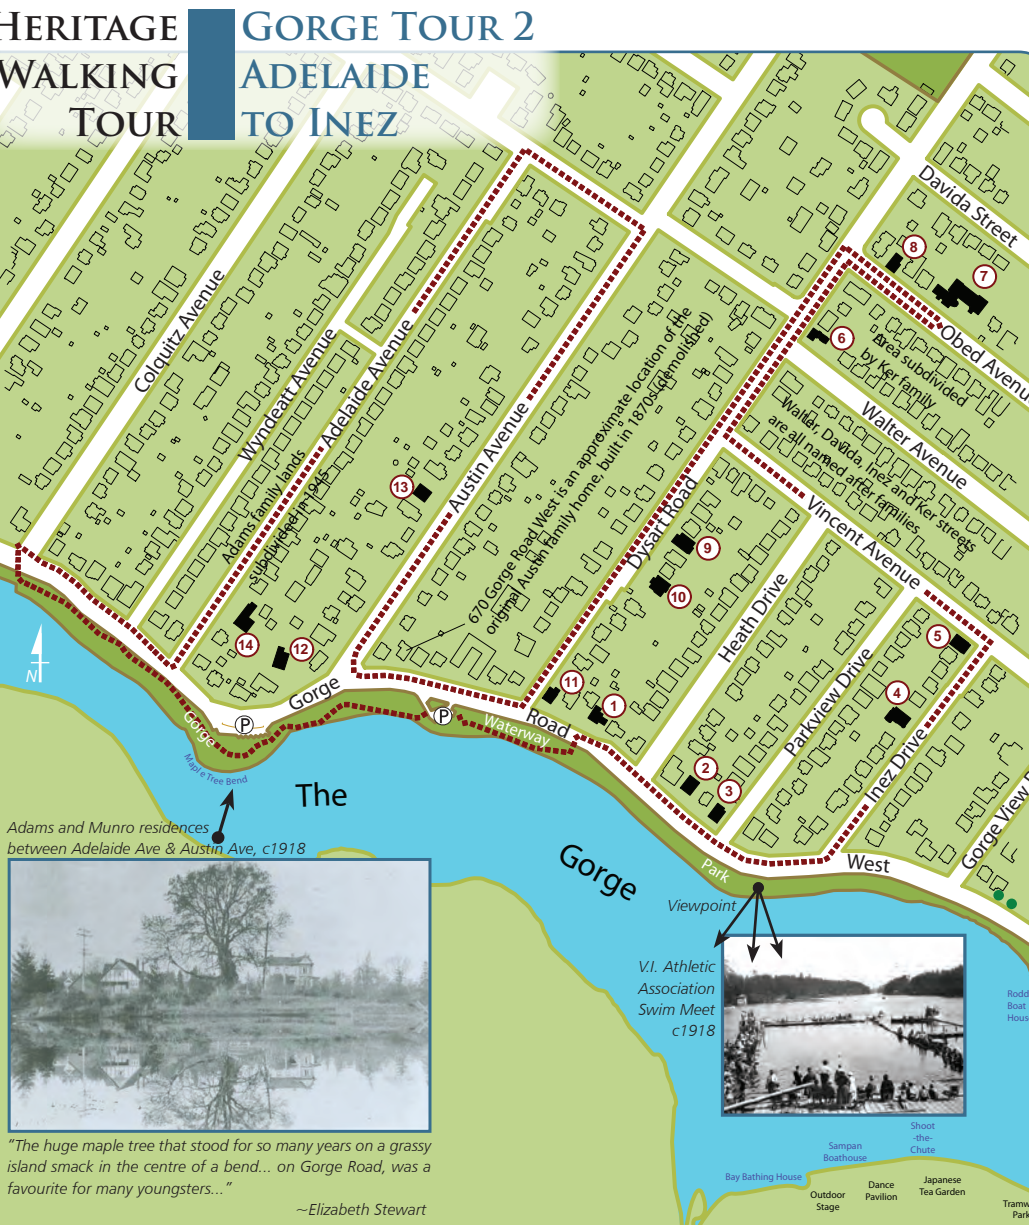 HERITAGE
WALKING
TOUR
GORGE TOUR 2
ADELAIDE
TO INEZ
Davida Street
8
7
6
Obed Avenu
Area subdivided
by Ker family
Walter Avenue
Walter, Davida, Inez and Ker streets
are all named after families
Vincent Avenue
Colquitz Avenue
Wyndeatt Avenue
Adelaide Avenue
Adams family lands
subdivided in 1945
13
Austin Avenue
670 Gorge Road West is an approximate location of the
original Austin family home, built in 1870s (demolished)
Dysart Road
9
10
Heath Drive
5
4
Parkview Drive
Inez Drive
Gorge View
14
12
11
1
2
3
N
P
P
Gorge
Road
West
Gorge
Waterway
Park
Maple Tree Bend
The
Gorge
Viewpoint
Adams and Munro residences
between Adelaide Ave & Austin Ave, c1918
V.I. Athletic
Association
Swim Meet
c1918
Rodd
Boat
Hous
"The huge maple tree that stood for so many years on a grassy
island smack in the centre of a bend... on Gorge Road, was a
favourite for many youngsters..."
~Elizabeth Stewart
Shoot
-the-
Chute
Sampan
Boathouse
Bay Bathing House
Outdoor
Stage
Dance
Pavilion
Japanese
Tea Garden
Tramw
Park